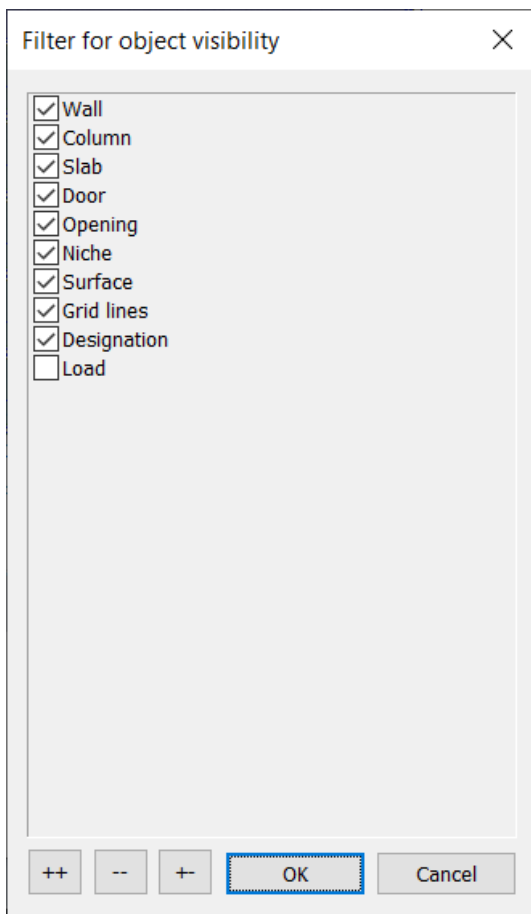 Filter for object visibility
Wall
Column
Slab
Door
Opening
Niche
Surface
Grid lines
Designation
Load
++ -- +- OK Cancel